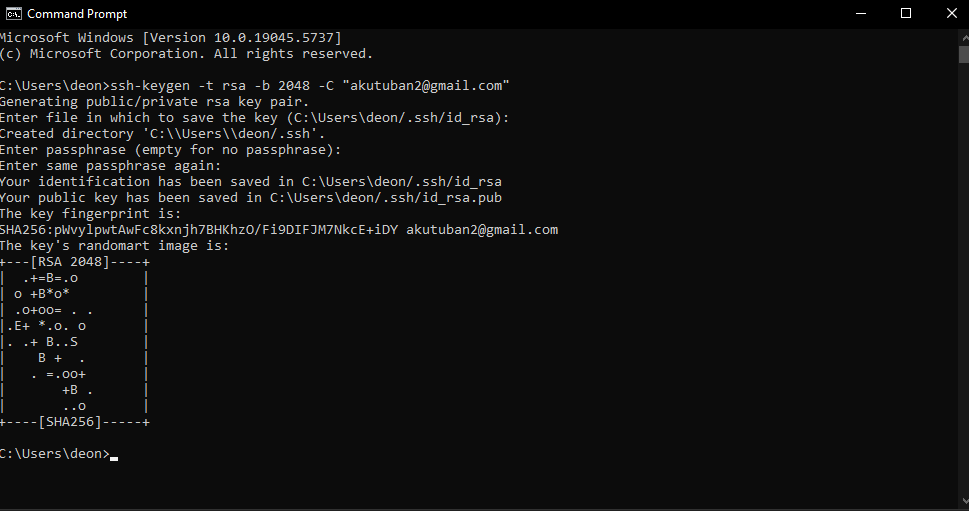 Command Prompt
Microsoft Windows [Version 10.0.19045.5737]
(c) Microsoft Corporation. All rights reserved.
C:\Users\deon>ssh-keygen -t rsa -b 2048 -C "akutuban2@gmail.com"
Generating public/private rsa key pair.
Enter file in which to save the key (C:\Users\deon/.ssh/id_rsa):
Created directory 'C:\\Users\\deon/.ssh'.
Enter passphrase (empty for no passphrase):
Enter same passphrase again:
Your identification has been saved in C:\Users\deon/.ssh/id_rsa
Your public key has been saved in C:\Users\deon/.ssh/id_rsa.pub
The key fingerprint is:
SHA256:pWvylpwtAwFc8kxnjh7BHKhzO/Fi9DIFJM7NkcE+iDY akutuban2@gmail.com
The key's randomart image is:
+---[RSA 2048]----+
|  .+=B=.o        |
| o +B*o*         |
| .o+oo= . .      |
|.E+ *.o. o       |
|. .+ B..S        |
|    B +  .       |
|   . =.oo+       |
|       +B .      |
|       ..o       |
+----[SHA256]-----+
C:\Users\deon>